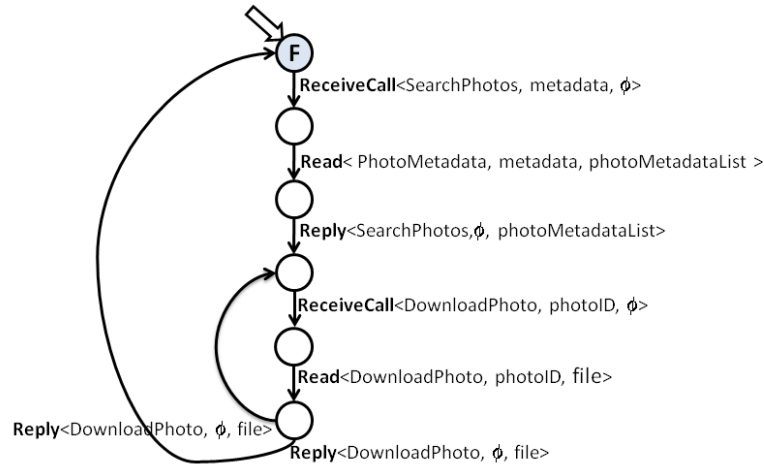 F
ReceiveCall<SearchPhotos, metadata, ϕ>
Read< PhotoMetadata, metadata, photoMetadataList >
Reply<SearchPhotos,ϕ, photoMetadataList>
ReceiveCall<DownloadPhoto, photoID, ϕ>
Read<DownloadPhoto, photoID, file>
Reply<DownloadPhoto, ϕ, file>
Reply<DownloadPhoto, ϕ, file>